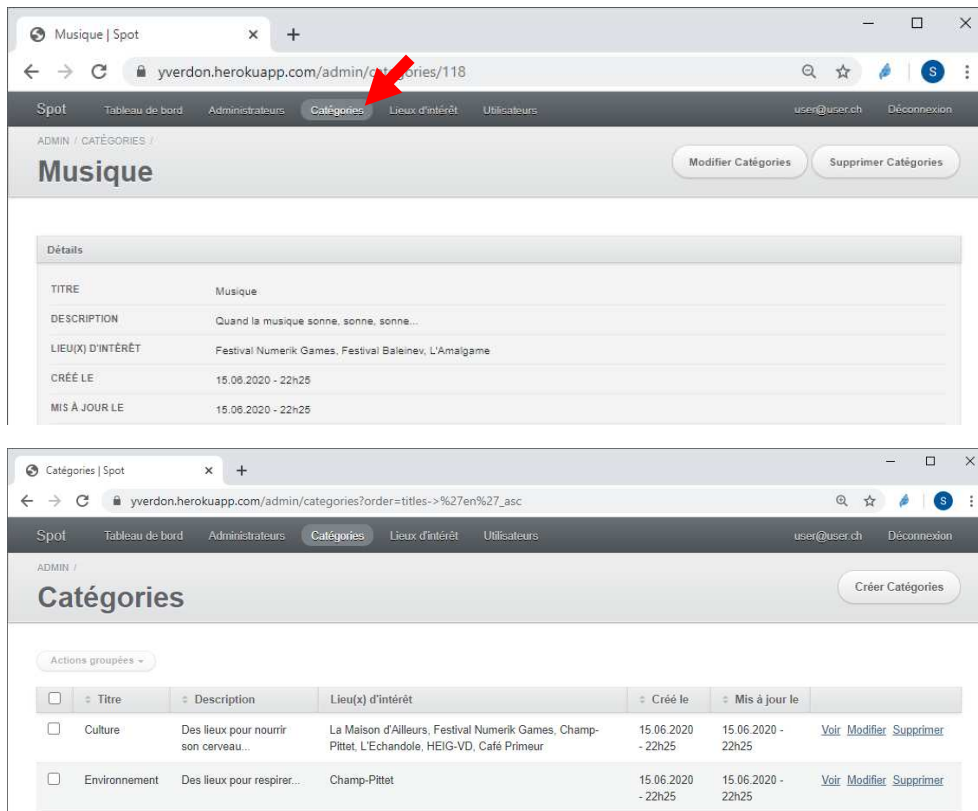 Musique | Spot
yverdon.herokuapp.com/admin/categories/118
S
Spot Tableau de bord Administrateurs Catégories Lieux d'intérêt Utilisateurs user@user.ch Déconnexion
ADMIN / CATÉGORIES /
Musique Modifier Catégories Supprimer Catégories
Détails
TITRE Musique
DESCRIPTION Quand la musique sonne, sonne, sonne...
LIEU(X) D'INTÉRÊT Festival Numerik Games, Festival Baleinev, L'Amalgame
CRÉÉ LE 15.06.2020 - 22h25
MIS À JOUR LE 15.06.2020 - 22h25
Catégories | Spot
yverdon.herokuapp.com/admin/categories?order=titles->%27en%27_asc
S
Spot Tableau de bord Administrateurs Catégories Lieux d'intérêt Utilisateurs user@user.ch Déconnexion
ADMIN /
Catégories Créer Catégories
Actions groupées
Titre Description Lieu(x) d'intérêt Créé le Mis à jour le
Culture Des lieux pour nourrir La Maison d'Ailleurs, Festival Numerik Games, Champ- 15.06.2020 15.06.2020 - Voir Modifier Supprimer
son cerveau... Pittet, L'Echandole, HEIG-VD, Café Primeur - 22h25 22h25
Environnement Des lieux pour respirer... Champ-Pittet 15.06.2020 15.06.2020 - Voir Modifier Supprimer
- 22h25 22h25